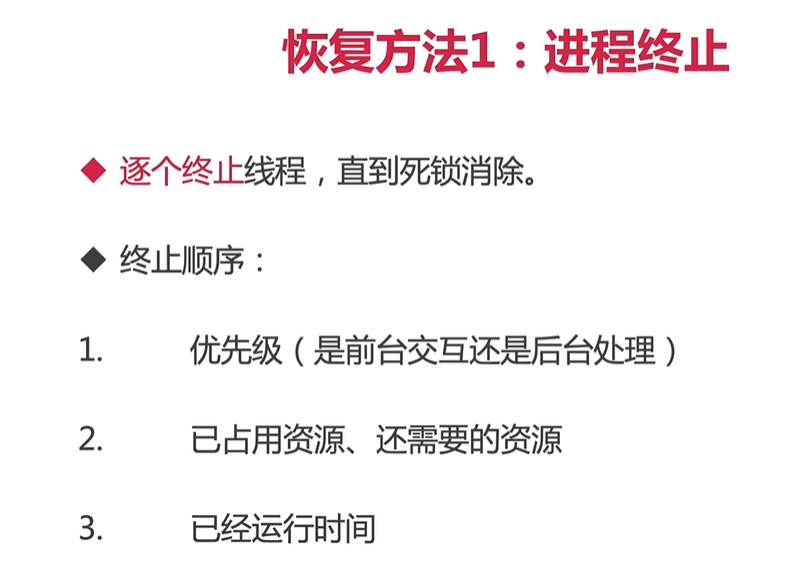 恢复方法1：进程终止
◆ 逐个终止线程，直到死锁消除。
◆ 终止顺序：
1. 优先级（是前台交互还是后台处理）
2. 已占用资源、还需要的资源
3. 已经运行时间